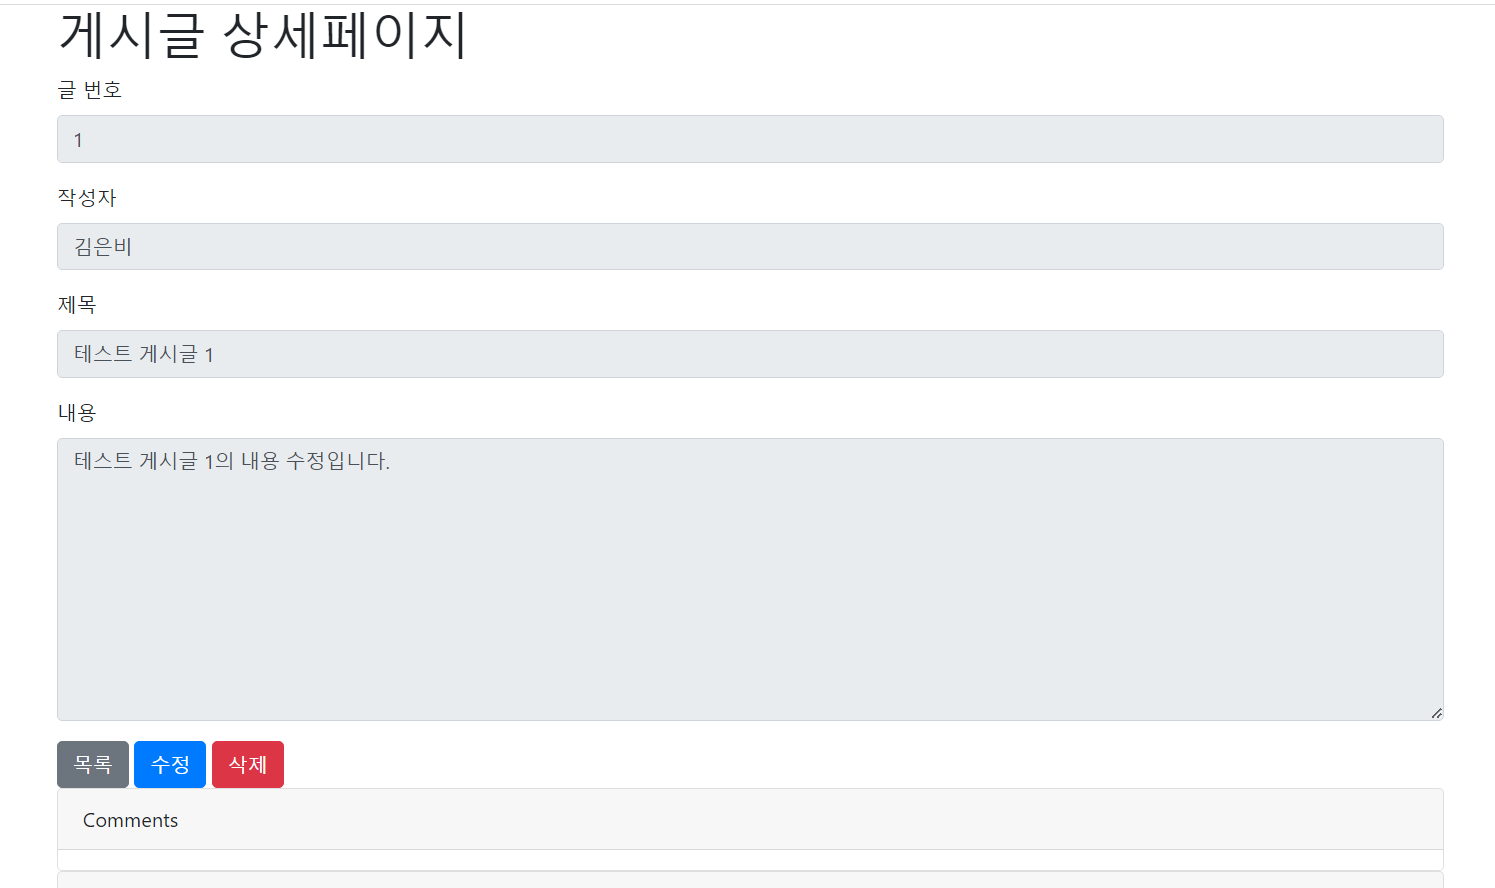 게시글 상세페이지
글 번호
1
작성자
김은비
제목
테스트 게시글 1
내용
테스트 게시글 1의 내용 수정입니다.
목록 수정 삭제
Comments